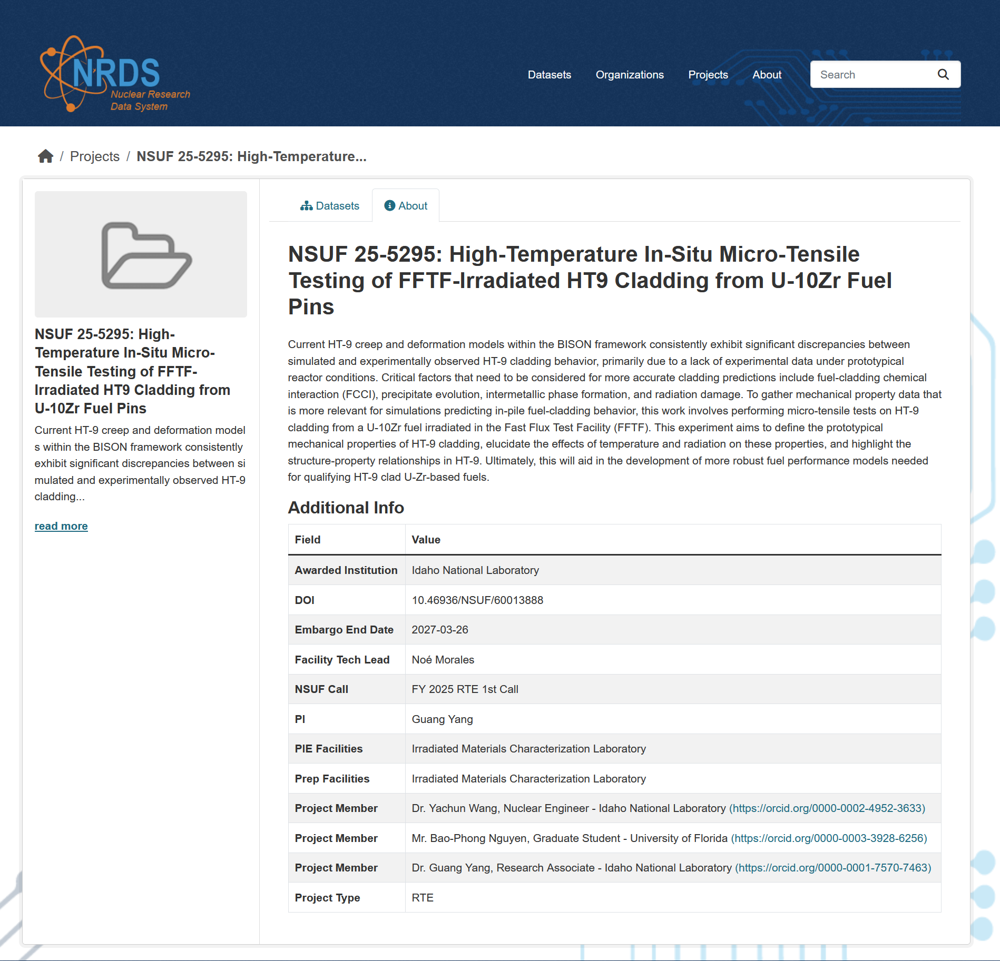 NRDS
Nuclear Research
Data System
Datasets
Organizations
Projects
About
Search
/ Projects / NSUF 25-5295: High-Temperature...
NSUF 25-5295: High-
Temperature In-Situ Micro-
Tensile Testing of FFTF-
Irradiated HT9 Cladding from
U-10Zr Fuel Pins
Current HT-9 creep and deformation model
s within the BISON framework consistently
exhibit significant discrepancies between si
mulated and experimentally observed HT-9
cladding...
read more
Datasets
About
NSUF 25-5295: High-Temperature In-Situ Micro-Tensile
Testing of FFTF-Irradiated HT9 Cladding from U-10Zr Fuel
Pins
Current HT-9 creep and deformation models within the BISON framework consistently exhibit significant discrepancies between
simulated and experimentally observed HT-9 cladding behavior, primarily due to a lack of experimental data under prototypical
reactor conditions. Critical factors that need to be considered for more accurate cladding predictions include fuel-cladding chemical
interaction (FCCI), precipitate evolution, intermetallic phase formation, and radiation damage. To gather mechanical property data that
is more relevant for simulations predicting in-pile fuel-cladding behavior, this work involves performing micro-tensile tests on HT-9
cladding from a U-10Zr fuel irradiated in the Fast Flux Test Facility (FFTF). This experiment aims to define the prototypical
mechanical properties of HT-9 cladding, elucidate the effects of temperature and radiation on these properties, and highlight the
structure-property relationships in HT-9. Ultimately, this will aid in the development of more robust fuel performance models needed
for qualifying HT-9 clad U-Zr-based fuels.
Additional Info
Field Value
Awarded Institution Idaho National Laboratory
DOI 10.46936/NSUF/60013888
Embargo End Date 2027-03-26
Facility Tech Lead Noé Morales
NSUF Call FY 2025 RTE 1st Call
PI Guang Yang
PIE Facilities Irradiated Materials Characterization Laboratory
Prep Facilities Irradiated Materials Characterization Laboratory
Project Member Dr. Yachun Wang, Nuclear Engineer - Idaho National Laboratory (https://orcid.org/0000-0002-4952-3633)
Project Member Mr. Bao-Phong Nguyen, Graduate Student - University of Florida (https://orcid.org/0000-0003-3928-6256)
Project Member Dr. Guang Yang, Research Associate - Idaho National Laboratory (https://orcid.org/0000-0001-7570-7463)
Project Type RTE